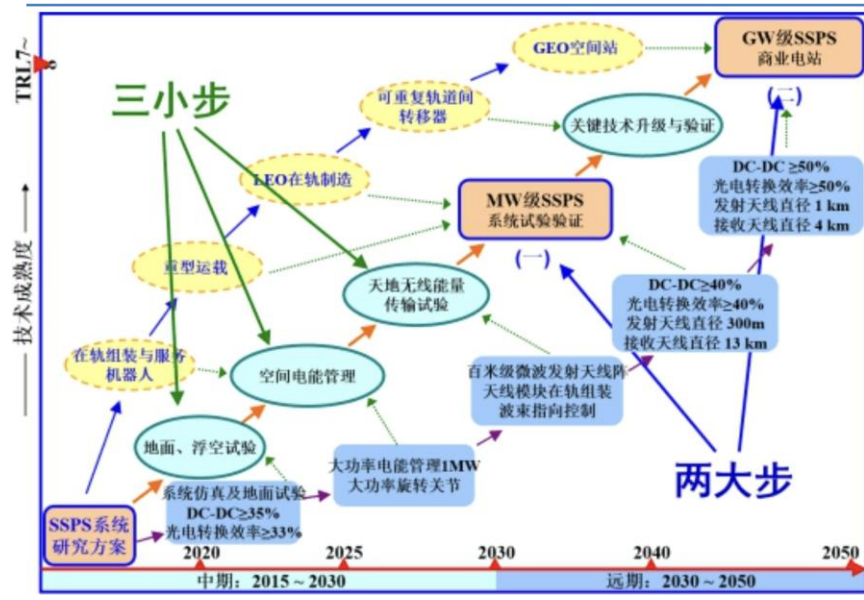 GEO空间站
GW级SSPS
商业电站
TRL7~
8
可重复轨道间
转移器
(二)
三小步
关键技术升级与验证
DC-DC ≥50%
光电转换效率≥50%
发射天线直径 1 km
接收天线直径 4 km
LEO在轨制造
MW级SSPS
系统试验验证
(一)
技术成熟度
重型运载
天地无线能量
传输试验
DC-DC≥40%
光电转换效率≥40%
发射天线直径 300m
接收天线直径 13 km
在轨组装与服务
机器人
空间电能管理
百米级微波发射天线阵
天线模块在轨组装
波束指向控制
地面、浮空试验
大功率电能管理1MW
大功率旋转关节
两大步
SSPS系统
研究方案
系统仿真及地面试验
DC-DC≥35%
光电转换效率≥33%
2020
2025
2030
2040
2050
中期：2015 ~ 2030
远期：2030 ~ 2050